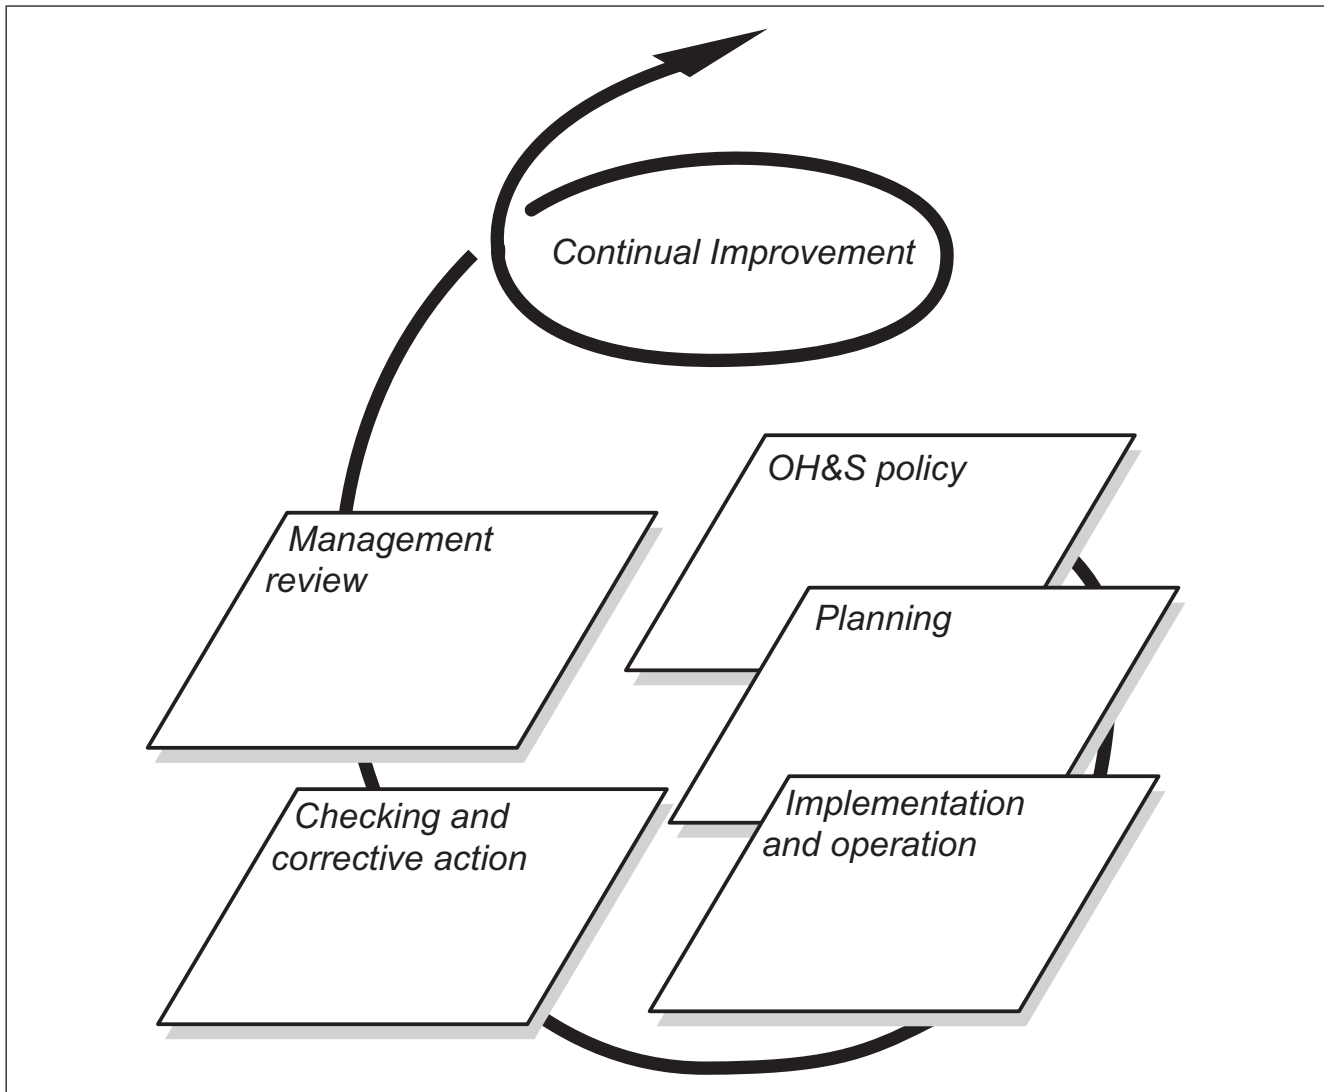 Continual Improvement
OH&S policy
Management
review
Planning
Implementation
and operation
Checking and
corrective action